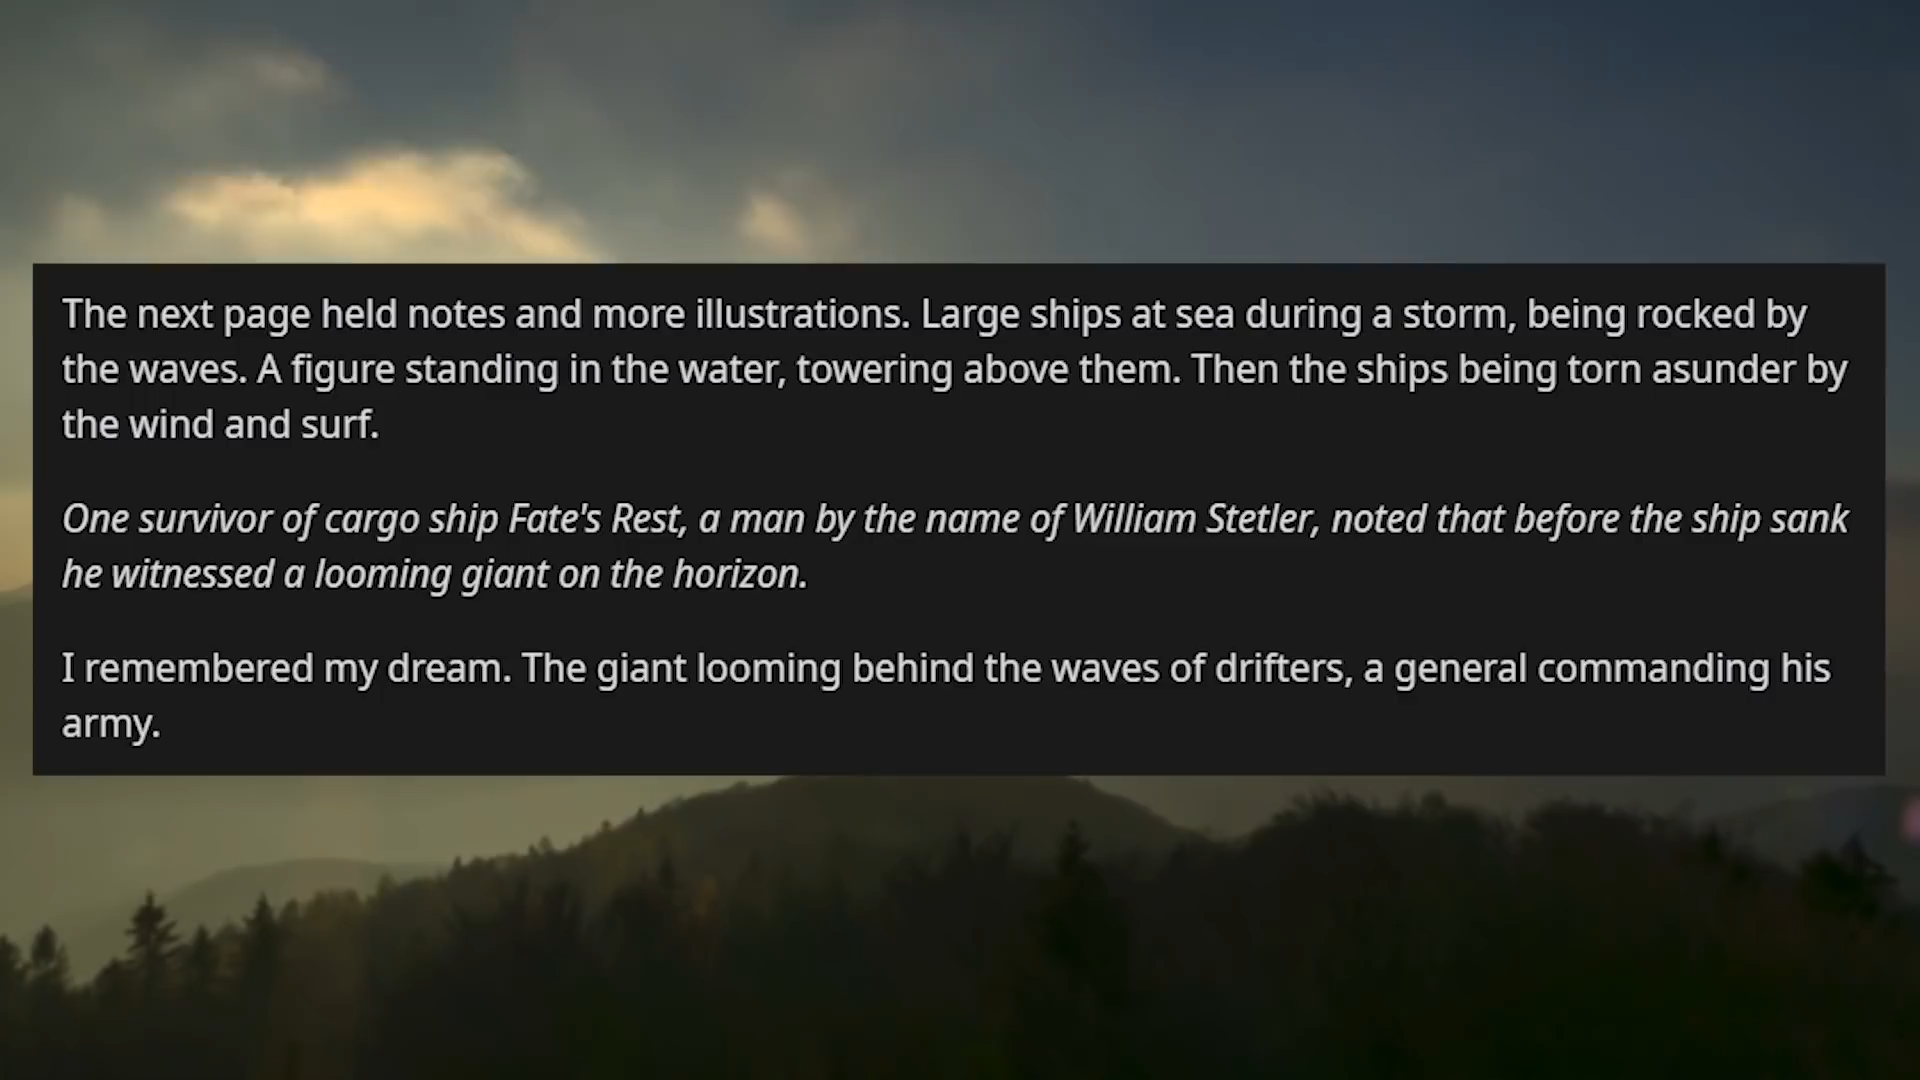 The next page held notes and more illustrations. Large ships at sea during a storm, being rocked by
the waves. A figure standing in the water, towering above them. Then the ships being torn asunder by
the wind and surf.
One survivor of cargo ship Fate's Rest, a man by the name of William Stetler, noted that before the ship sank
he witnessed a looming giant on the horizon.
I remembered my dream. The giant looming behind the waves of drifters, a general commanding his
army.